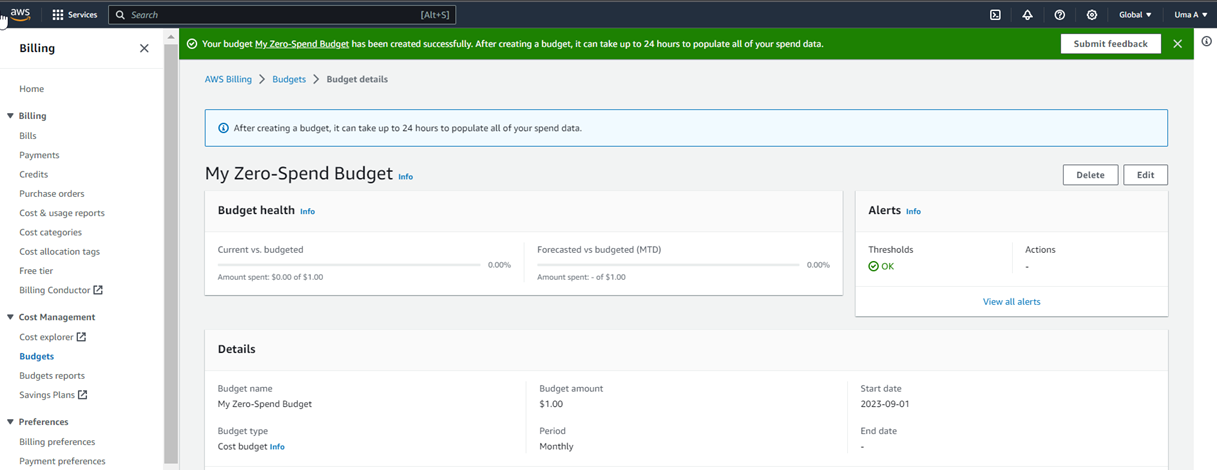 aws
Services
Search
[Alt+S]
Global
Uma A
Billing
Your budget My Zero-Spend Budget has been created successfully. After creating a budget, it can take up to 24 hours to populate all of your spend data.
Submit feedback
Home
Billing
Bills
Payments
Credits
Purchase orders
Cost & usage reports
Cost categories
Cost allocation tags
Free tier
Billing Conductor
Cost Management
Cost explorer
Budgets
Budgets reports
Savings Plans
Preferences
Billing preferences
Payment preferences
AWS Billing
Budgets
Budget details
After creating a budget, it can take up to 24 hours to populate all of your spend data.
My Zero-Spend Budget Info
Delete
Edit
Budget health Info
Current vs. budgeted
0.00%
Amount spent: $0.00 of $1.00
Forecasted vs budgeted (MTD)
0.00%
Amount spent: - of $1.00
Alerts Info
Thresholds
OK
Actions
-
View all alerts
Details
Budget name
My Zero-Spend Budget
Budget type
Cost budget Info
Budget amount
$1.00
Period
Monthly
Start date
2023-09-01
End date
-